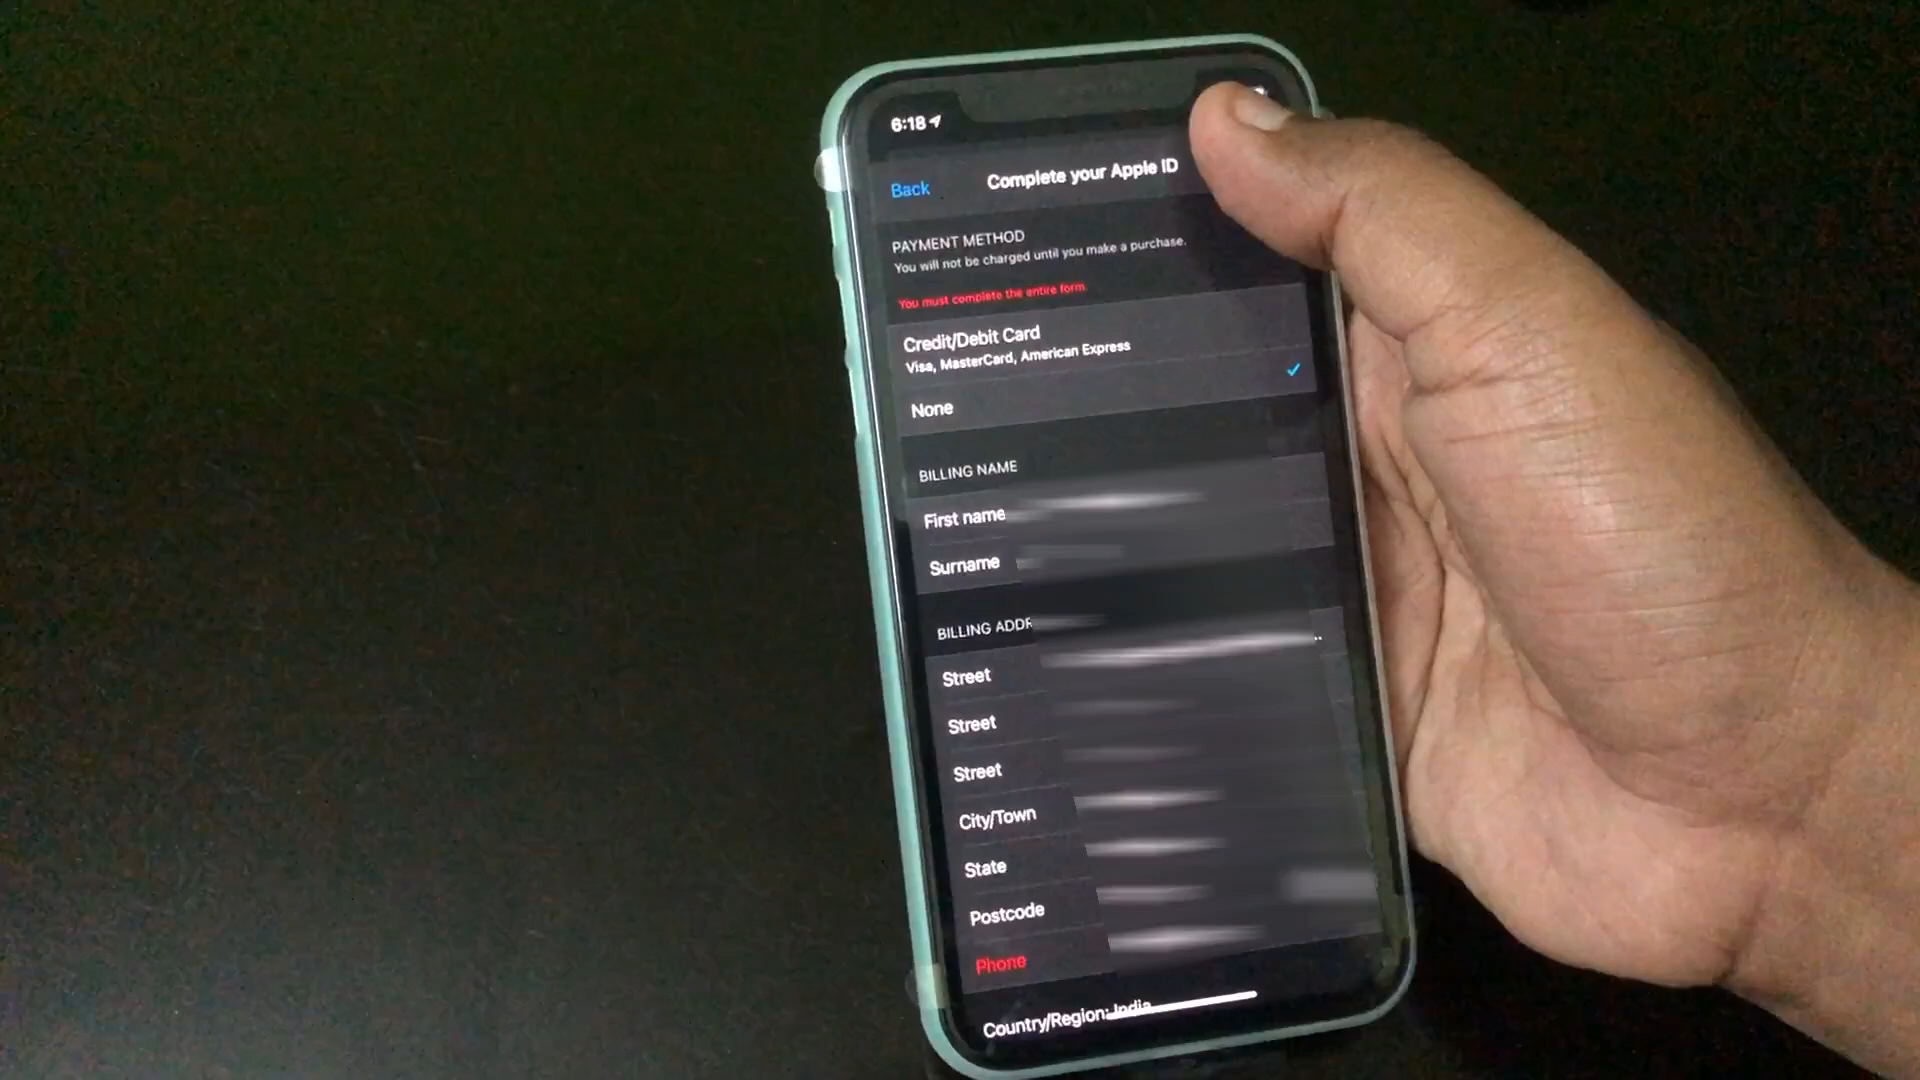 6:18
Back
Complete your Apple ID
PAYMENT METHOD
You will not be charged until you make a purchase.
You must complete the entire form.
Credit/Debit Card
Visa, MasterCard, American Express
None
BILLING NAME
First name
Surname
BILLING ADDR
Street
Street
Street
City/Town
State
Postcode
Phone
Country/Region: India